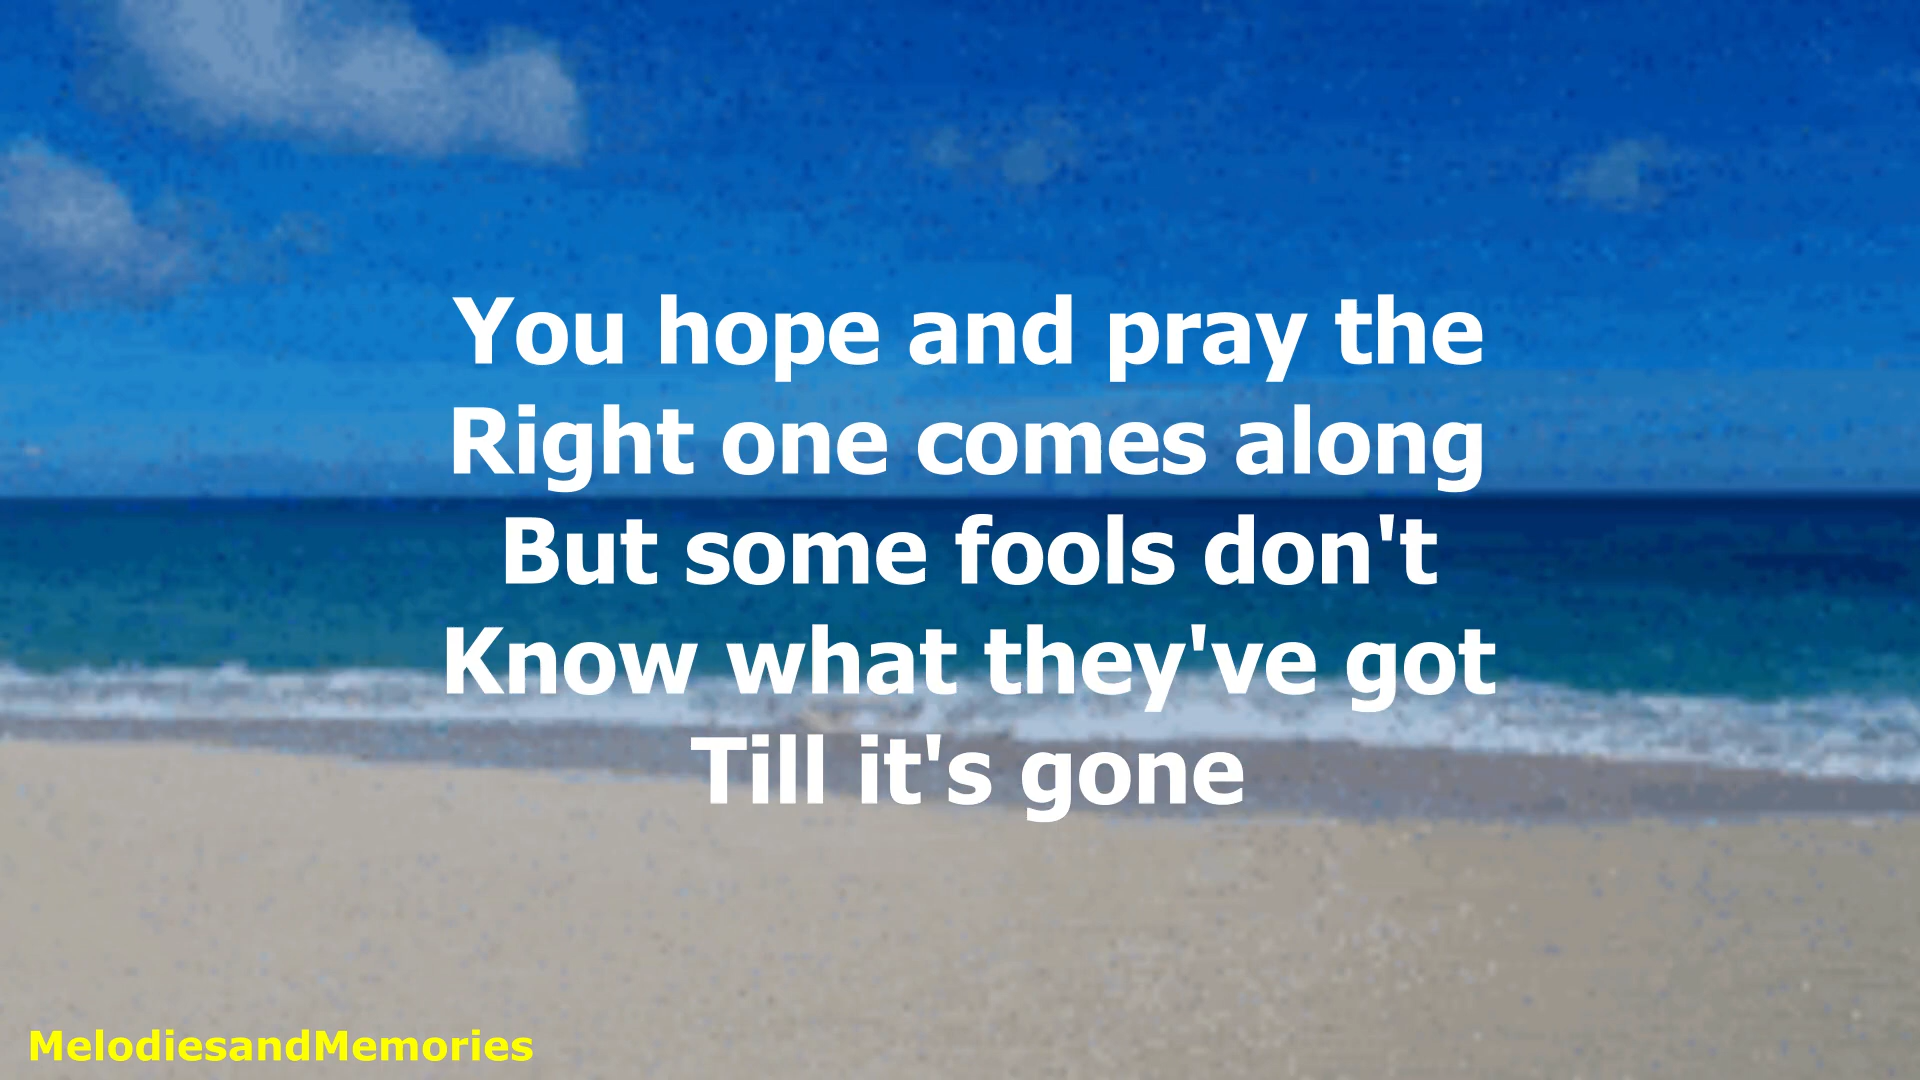 You hope and pray the
Right one comes along
But some fools don't
Know what they've got
Till it's gone
MelodiesandMemories